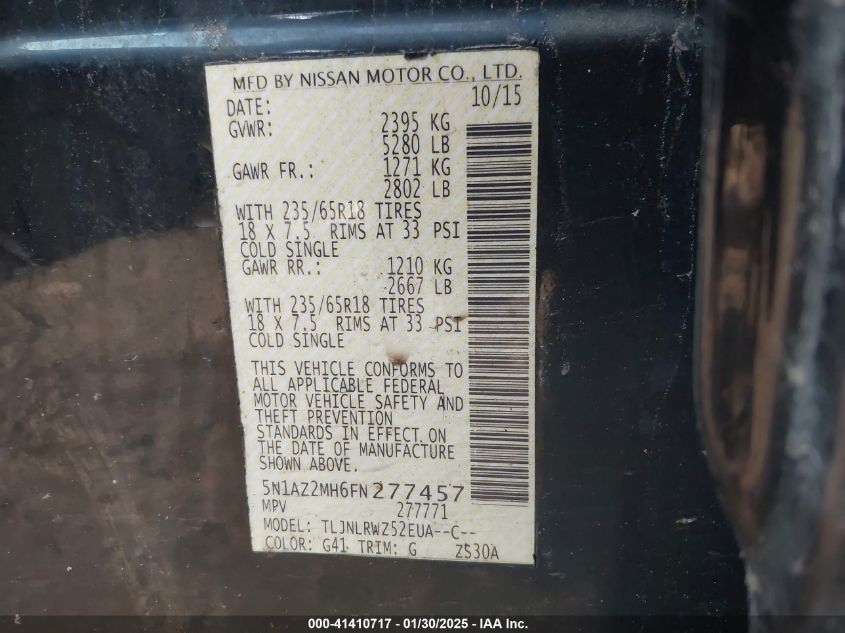 MFD BY NISSAN MOTOR CO., LTD.
DATE: 10/15
GVWR: 2395 KG
5280 LB
GAWR FR.: 1271 KG
2802 LB
WITH 235/65R18 TIRES
18 X 7.5 RIMS AT 33 PSI
COLD SINGLE
GAWR RR.: 1210 KG
2667 LB
WITH 235/65R18 TIRES
18 X 7.5 RIMS AT 33 PSI
COLD SINGLE
THIS VEHICLE CONFORMS TO
ALL APPLICABLE FEDERAL
MOTOR VEHICLE SAFETY AND
THEFT PREVENTION
STANDARDS IN EFFECT ON
THE DATE OF MANUFACTURE
SHOWN ABOVE.
5N1AZ2MH6FN277457
MPV 277771
MODEL: TLJNLRWZ52EUA--C--
COLOR: G41 TRIM: G Z530A
000-41410717 — 01/30/2025 - IAA Inc.